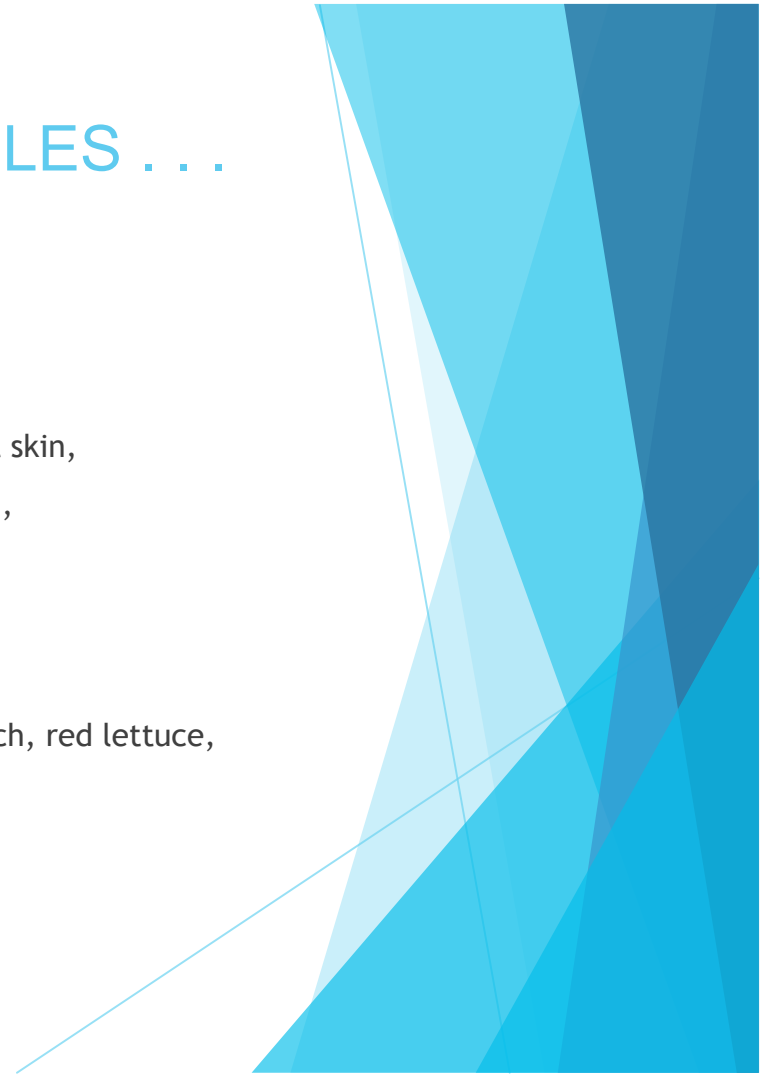 LES . . .
skin,
,
ch, red lettuce,